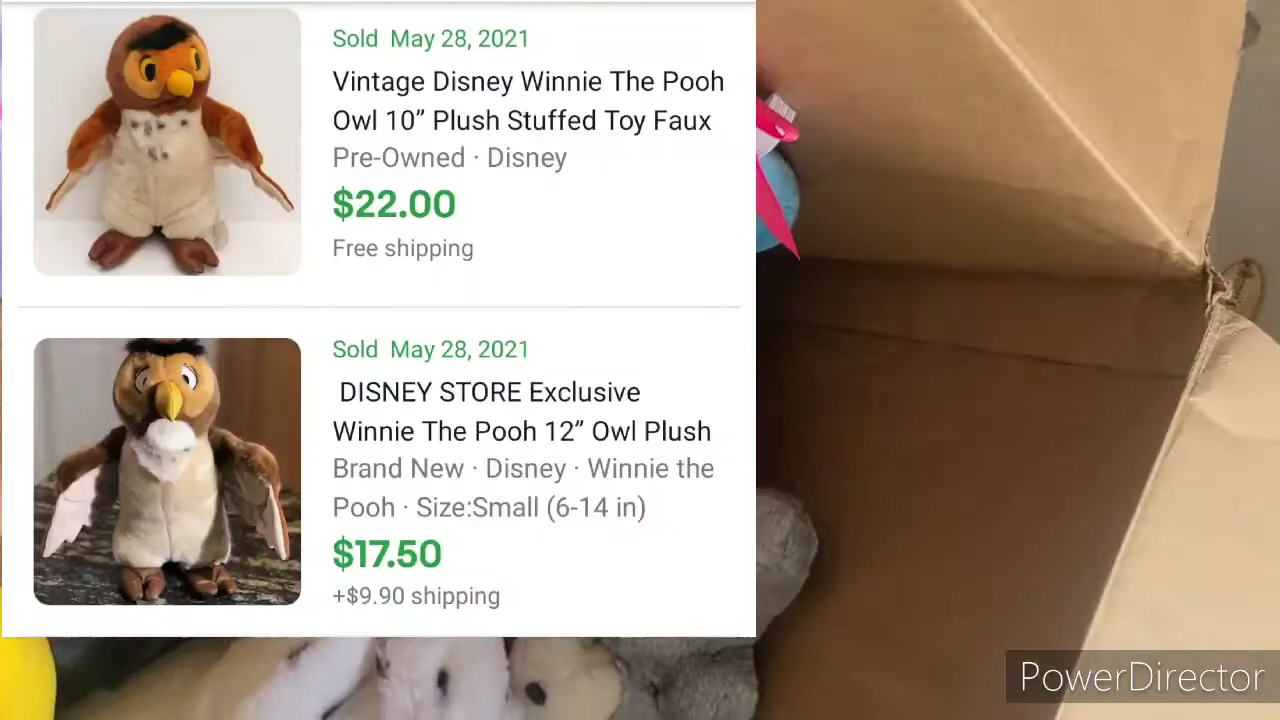 Sold May 28, 2021
Vintage Disney Winnie The Pooh
Owl 10” Plush Stuffed Toy Faux
Pre-Owned · Disney
$22.00
Free shipping
Sold May 28, 2021
DISNEY STORE Exclusive
Winnie The Pooh 12” Owl Plush
Brand New · Disney · Winnie the
Pooh · Size:Small (6-14 in)
$17.50
+$9.90 shipping
PowerDirector